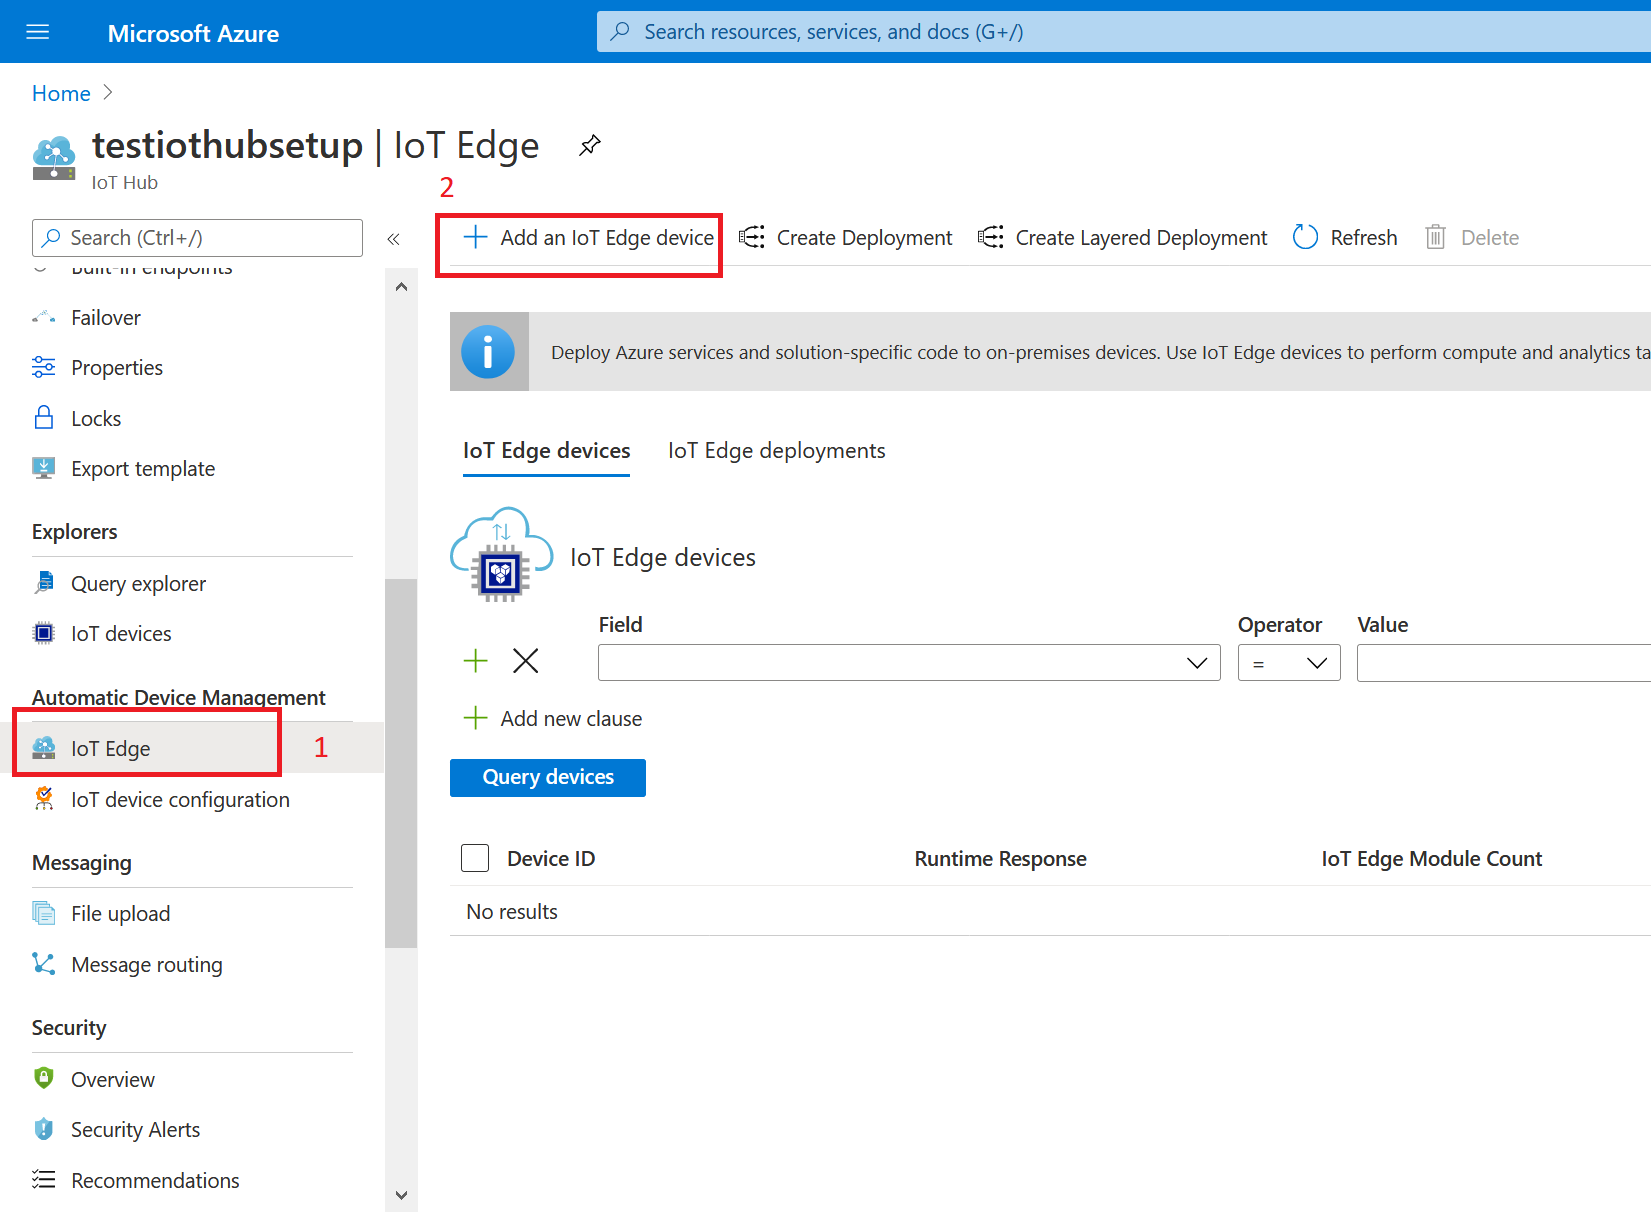 Microsoft Azure
Search resources, services, and docs (G+/)
Home
testiothubsetup | IoT Edge
IoT Hub
2
Search (Ctrl+/)
«
Add an IoT Edge device
Create Deployment
Create Layered Deployment
Refresh
Delete
Built-in endpoints
Failover
Properties
Locks
Export template
Explorers
Query explorer
IoT devices
Automatic Device Management
IoT Edge
1
IoT device configuration
Messaging
File upload
Message routing
Security
Overview
Security Alerts
Recommendations
Deploy Azure services and solution-specific code to on-premises devices. Use IoT Edge devices to perform compute and analytics ta
IoT Edge devices
IoT Edge deployments
IoT Edge devices
Field
Operator
Value
=
Add new clause
Query devices
Device ID
Runtime Response
IoT Edge Module Count
No results